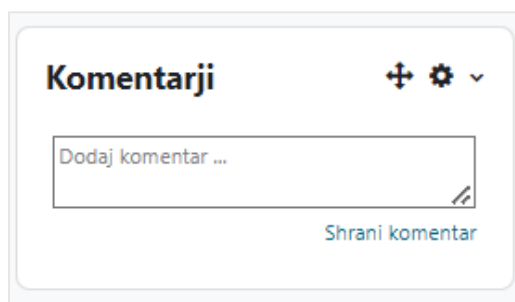 Komentarji
Dodaj komentar ...
Shrani komentar